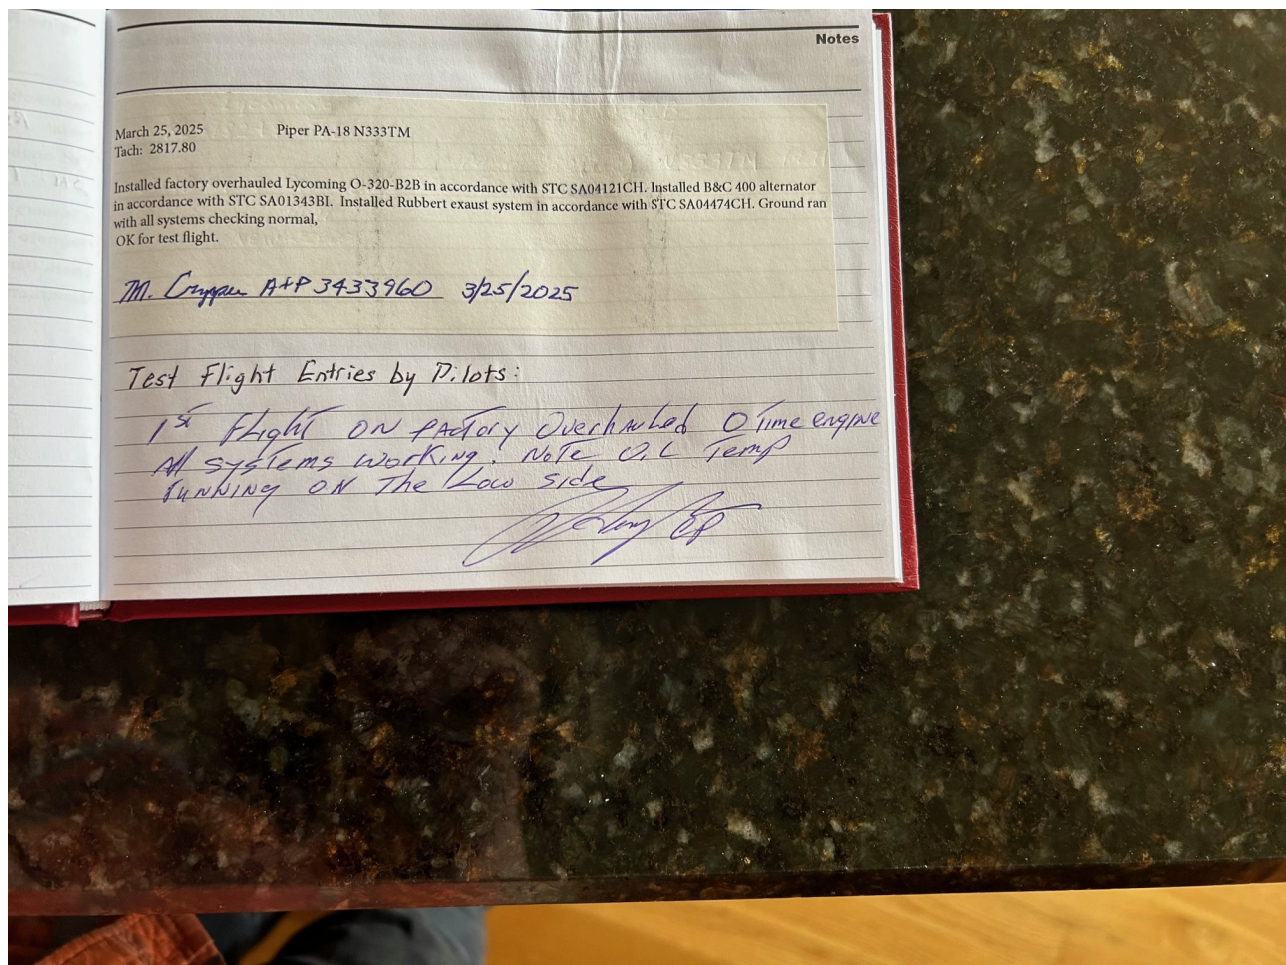 Notes
March 25, 2025 Piper PA-18 N333TM
Tach: 2817.80
Installed factory overhauled Lycoming O-320-B2B in accordance with STC SA04121CH. Installed B&C 400 alternator
in accordance with STC SA01343BI. Installed Rubbert exaust system in accordance with STC SA04474CH. Ground ran
with all systems checking normal,
OK for test flight.
M. A+P 3433960 3/25/2025
Test Flight Entries by Pilots:
1st Flight ON FACTORY Overhauled 0 Time engine
All systems working. Note OiL Temp
running ON The Low side